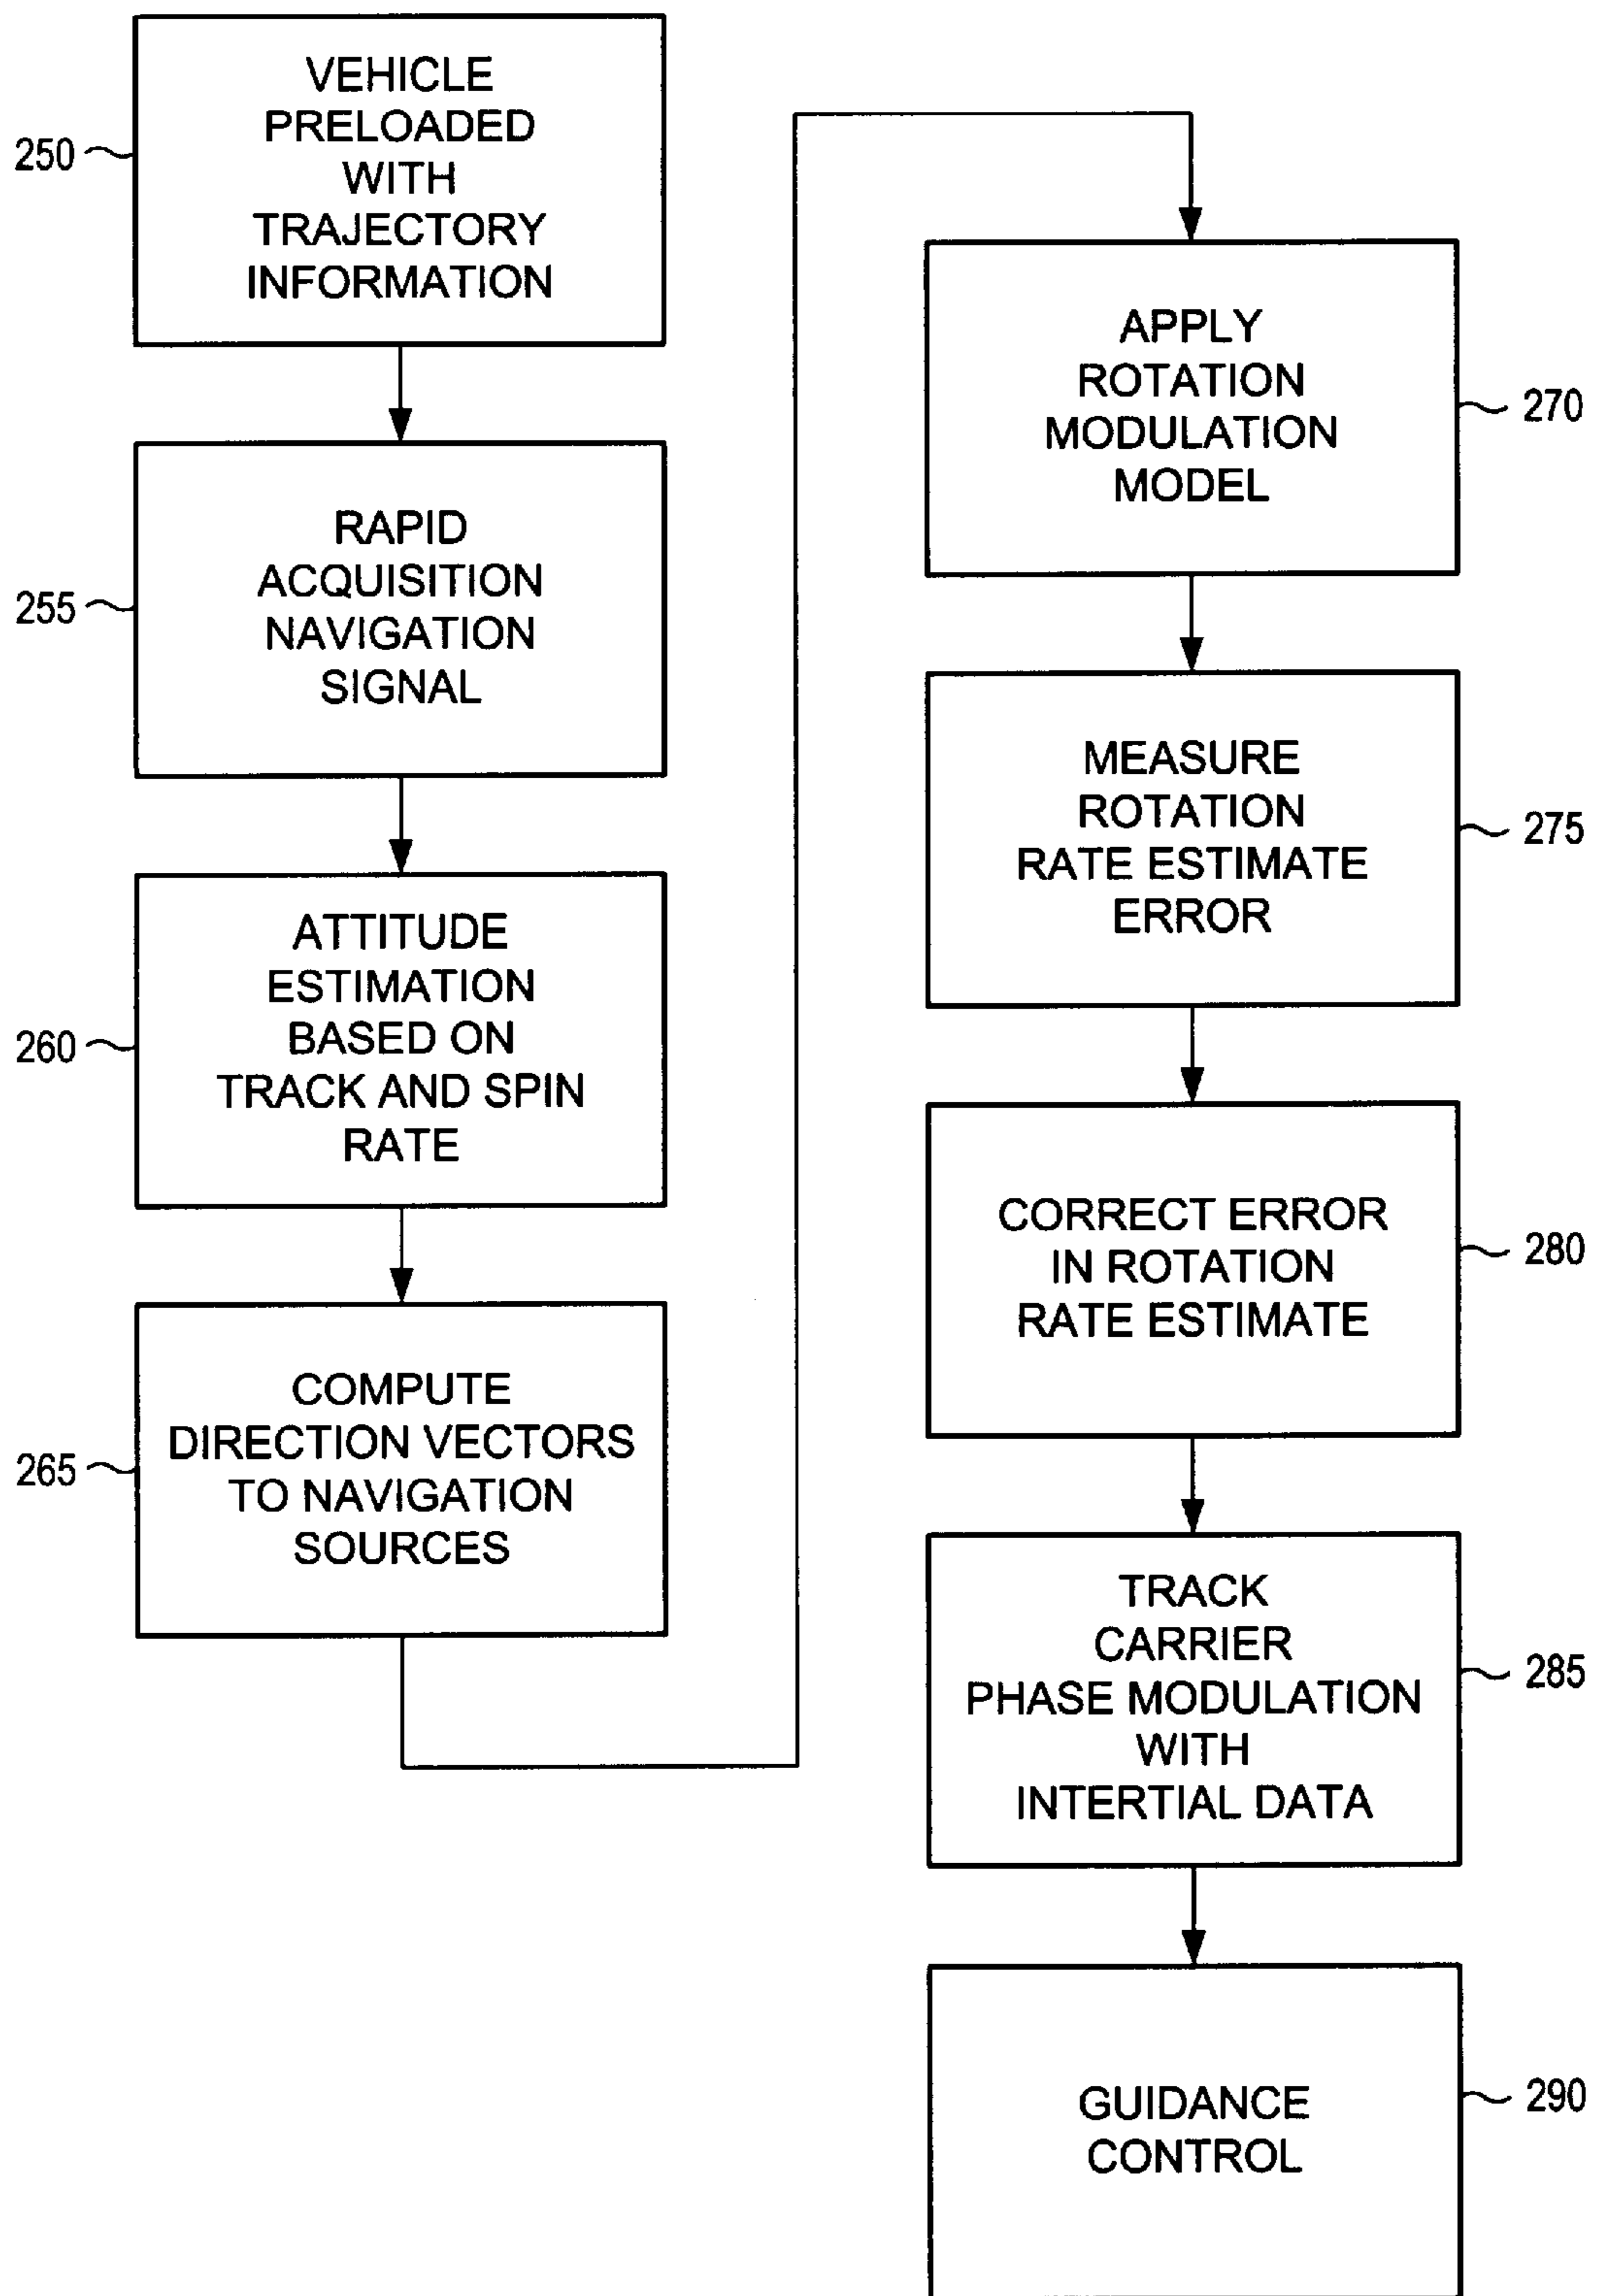 VEHICLE
PRELOADED
WITH
TRAJECTORY
INFORMATION
250
RAPID
ACQUISITION
NAVIGATION
SIGNAL
255
ATTITUDE
ESTIMATION
BASED ON
TRACK AND SPIN
RATE
260
COMPUTE
DIRECTION VECTORS
TO NAVIGATION
SOURCES
265
APPLY
ROTATION
MODULATION
MODEL
270
MEASURE
ROTATION
RATE ESTIMATE
ERROR
275
CORRECT ERROR
IN ROTATION
RATE ESTIMATE
280
TRACK
CARRIER
PHASE MODULATION
WITH
INTERTIAL DATA
285
GUIDANCE
CONTROL
290